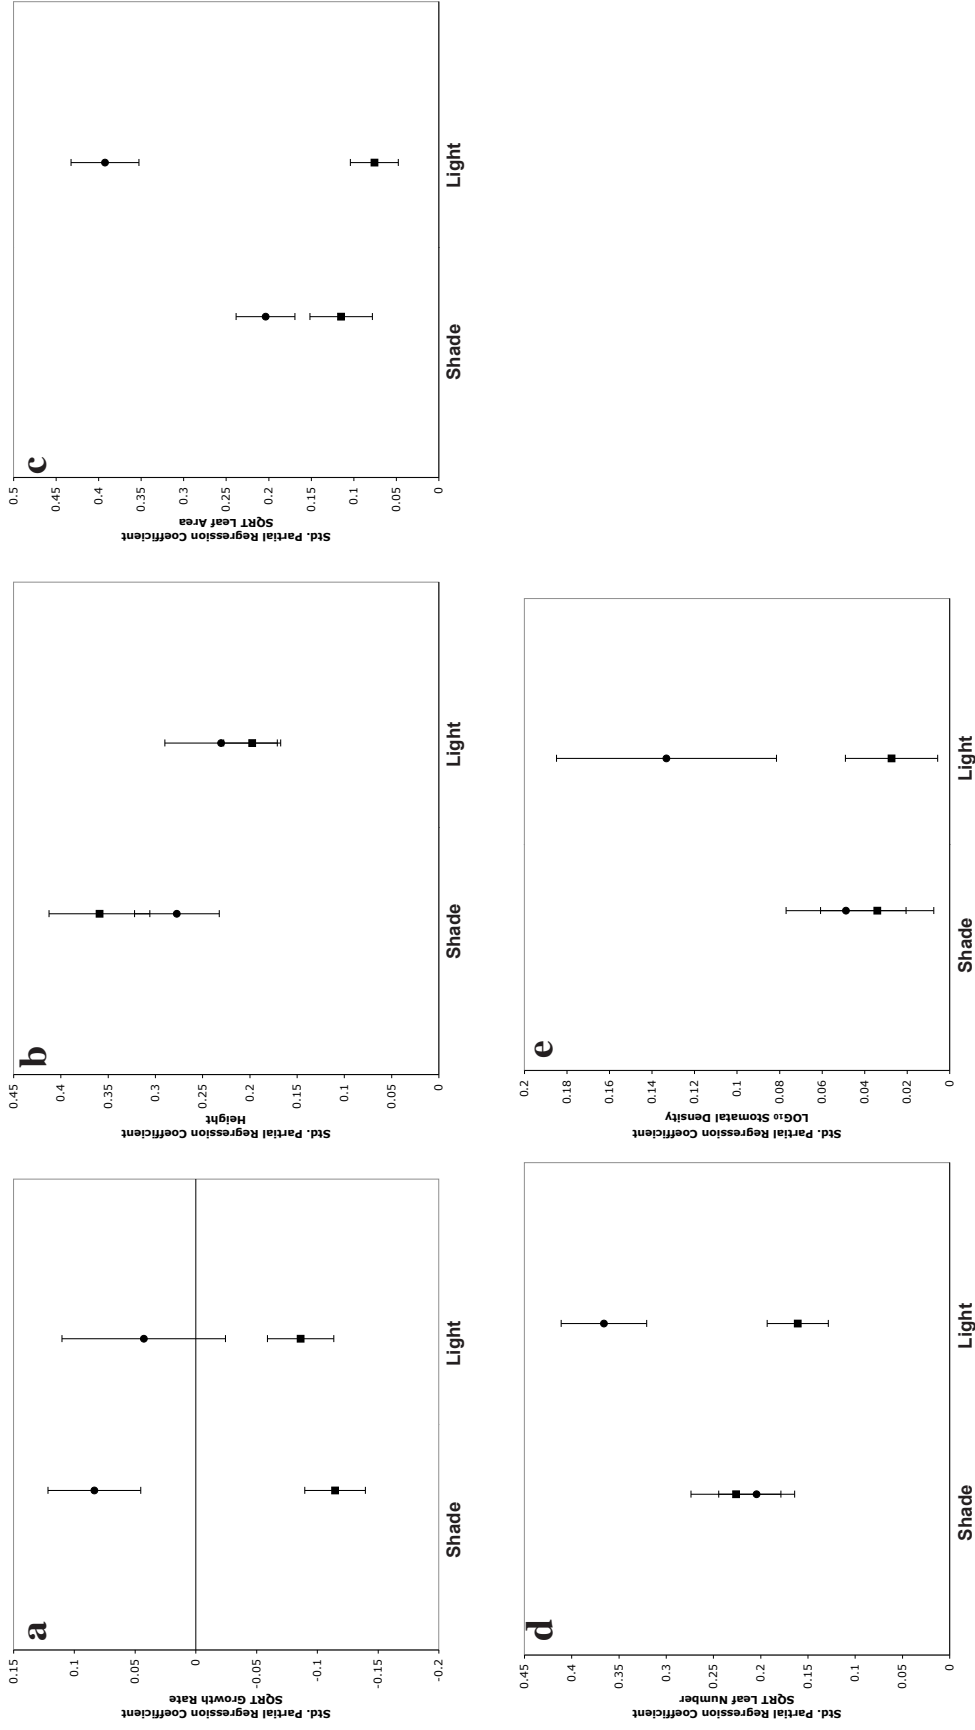 a
Std. Partial Regression Coefficient
SQRT Growth Rate
0.15
0.1
0.05
0
-0.05
-0.1
-0.15
-0.2
Shade Light
b
Std. Partial Regression Coefficient
Height
0.45
0.4
0.35
0.3
0.25
0.2
0.15
0.1
0.05
0
Shade Light
c
Std. Partial Regression Coefficient
SQRT Leaf Area
0.5
0.45
0.4
0.35
0.3
0.25
0.2
0.15
0.1
0.05
0
Shade Light
d
Std. Partial Regression Coefficient
SQRT Leaf Number
0.45
0.4
0.35
0.3
0.25
0.2
0.15
0.1
0.05
0
Shade Light
e
Std. Partial Regression Coefficient
LOG₁₀ Stomatal Density
0.2
0.18
0.16
0.14
0.12
0.1
0.08
0.06
0.04
0.02
0
Shade Light